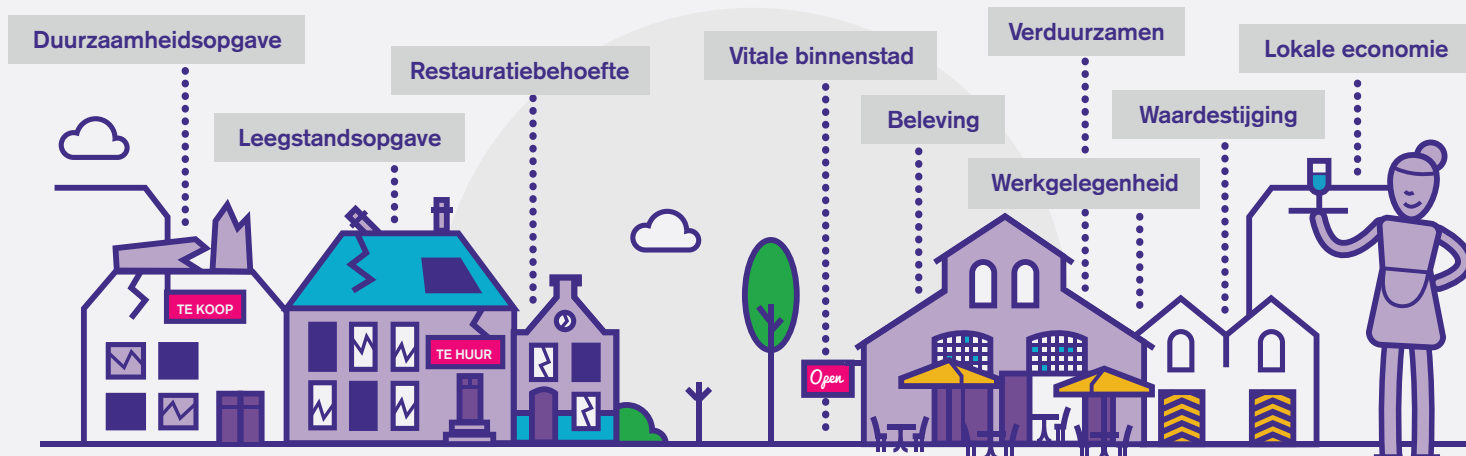 Duurzaamheidsopgave
Leegstandsopgave
Restauratiebehoefte
Vitale binnenstad
Beleving
Verduurzamen
Werkgelegenheid
Waardestijging
Lokale economie
TE KOOP
TE HUUR
Open